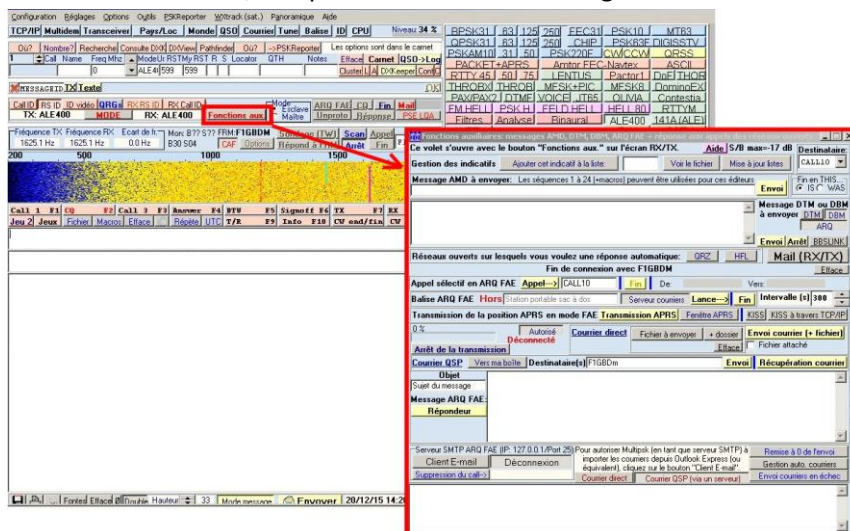 Configuration Réglages Options Outils PSKReporter Wttrack (sat.) Panoramique Aide
TCP/IP Multidem Transceiver Pays/Loc Monde QSO Courrier Tune Balise ID CPU Niveau 34 %
BPSK31 63 125 250 FEC31 PSK10 MT63
QPSK31 63 125 250 CHIP PSK63F DIGISSTV
PSKAM10 31 50 PSK220F CW CCW QRSS
PACKET+APRS Amtor FEC-Navtex ASCII
RTTY 45 50 75 LENTUS Pactor1 DoF THOR
THROBX THROB MFSK+PIC MFSK8 DominoEX
PAX/PAX2 DTMF VOICE JT65 OLIVIA Contestia
FM HELL PSK H FELD HELL HELL 80 RTTYM
Filtres Analyse Binaural ALE400 141A (ALE)
Où? Nombre? Recherche Consulte DXK DXView Pathfinder Où? ->PSKReporter Les options sont dans le carnet
1 Call Name Freq Mhz Mode Ur RST My RST R S Locator QTH Notes Efface Carnet QSO->Log
0 ALE4 599 599 Cluster L A DXKeeper
MESSAGEID IX Texte
Call ID RS ID ID vidéo QRGs RX RS ID RX Call ID Mode Esclave Maître ARQ FAE CQ Fin Mail
TX: ALE400 MODE RX: ALE400 Fonctions aux. Unproto Réponse PSE LQA
Fréquence TX Fréquence RX Ecart de fr. Mon: B?? S?? FRM:F1GBDM Sondage (TW) Scan Appel
1625.1 Hz 1625.1 Hz 0.0 Hz B30 S04 CAF Options Répond à l'ARQ Arrêt Fin
200 500 1000 1500
Call 1 F1 CQ F2 Call 3 F3 Answer F4 BTU F5 Signoff F6 TX F7 RX
Jeu 2 Jeux Fichier Macros Efface Répète UTC T/R F9 Info F10 CW end/fin CW
Fontes Efface Double Hauteur 33 Mode message Envoyer 20/12/15 14:20
Fonctions auxiliaires: messages AMD, DTM, DBM, ARQ FAE + réponses aux appels des réseaux ouverts
Ce volet s'ouvre avec le bouton "Fonctions aux." sur l'écran RX/TX. Aide S/B max=-17 dB Destinataire:
Gestion des indicatifs Ajouter cet indicatif à la liste: Voir le fichier Mise à jour listes CALL10
Message AMD à envoyer: Les séquences 1 à 24 (+macros) peuvent être utilisées pour ces éditeurs Fin en THIS...
Envoi IS WAS
Message DTM ou DBM
à envoyer DTM DBM
ARQ
Envoi Arrêt BBSLINK
Réseaux ouverts sur lesquels vous voulez une réponse automatique: QRZ HFL Mail (RX/TX)
Fin de connexion avec F1GBDM Efface
Appel sélectif en ARQ FAE Appel---> CALL10 Fin De: Vers:
Balise ARQ FAE Hors Station portable sac à dos Serveur courriers Lance---> Fin Intervalle (s) 300
Transmission de la position APRS en mode FAE Transmission APRS Fenêtre APRS KISS KISS à travers TCP/IP
0 % Autorisé Courrier direct Fichier à envoyer + dossier Envoi courrier (+ fichier)
Déconnecté
Arrêt de la transmission Efface Fichier attaché
Courrier QSP Vers ma boîte Destinataire(s) F1GBDm Envoi Récupération courrier
Objet
Sujet du message
Message ARQ FAE:
Répondeur
Serveur SMTP ARQ FAE (IP: 127.0.0.1/Port 25) Pour autoriser Multipsk (en tant que serveur SMTP) à Remise à 0 de l'envoi
Client E-mail Déconnexion importer les courriers depuis Outlook Express (ou Gestion auto. courriers
équivalent), cliquez sur le bouton "Client E-mail"
Suppression du call-> Courrier direct Courrier QSP (via un serveur) Envoi courriers en échec